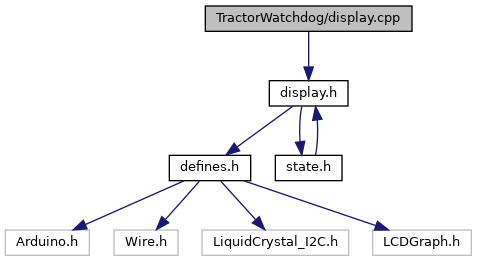 TractorWatchdog/display.cpp
display.h
defines.h
state.h
Arduino.h
Wire.h
LiquidCrystal_I2C.h
LCDGraph.h